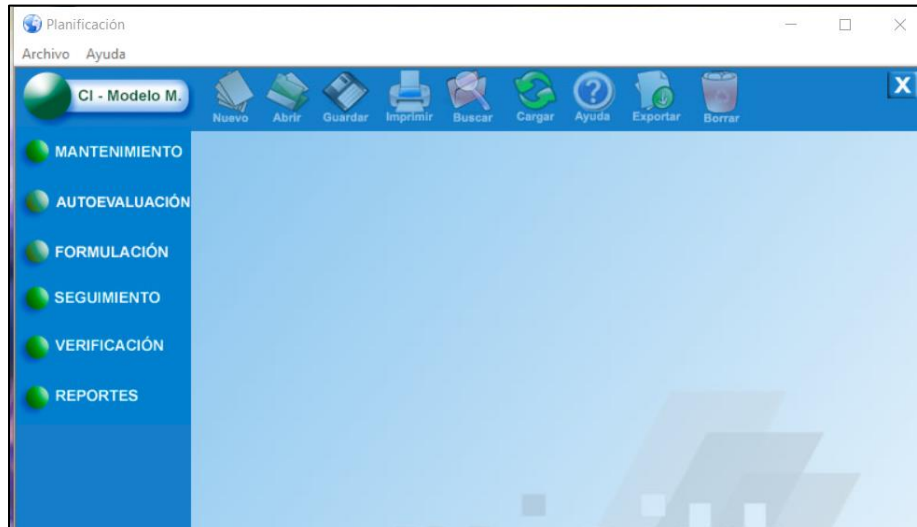 Planificación
Archivo Ayuda
CI - Modelo M.
Nuevo Abrir Guardar Imprimir Buscar Cargar Ayuda Exportar Borrar
X
MANTENIMIENTO
AUTOEVALUACIÓN
FORMULACIÓN
SEGUIMIENTO
VERIFICACIÓN
REPORTES